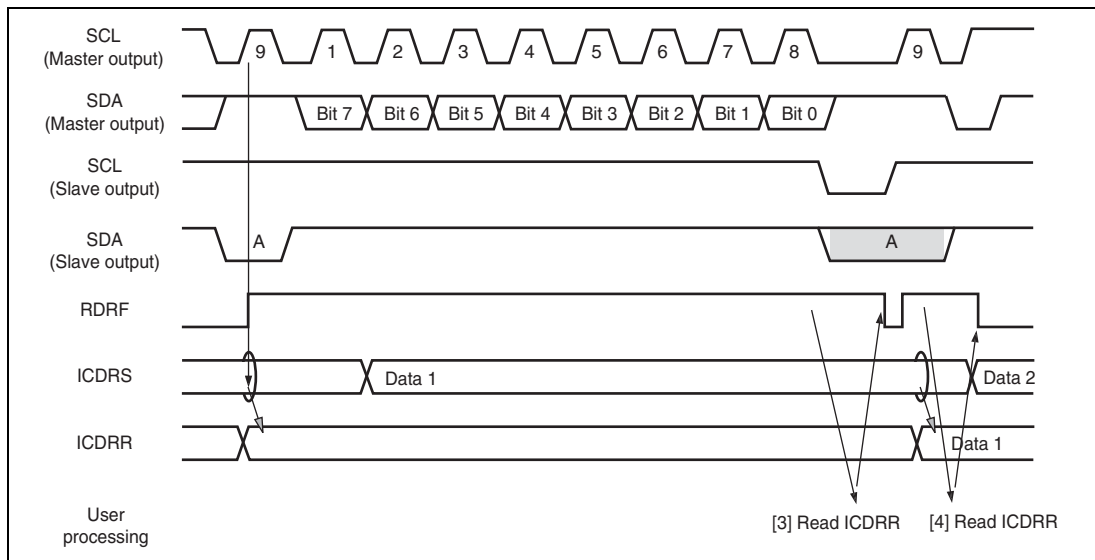 SCL
(Master output)
9 1 2 3 4 5 6 7 8 9
SDA
(Master output)
Bit 7 Bit 6 Bit 5 Bit 4 Bit 3 Bit 2 Bit 1 Bit 0
SCL
(Slave output)
SDA
(Slave output)
A A
RDRF
ICDRS
Data 1 Data 2
ICDRR
Data 1
User
processing
[3] Read ICDRR [4] Read ICDRR